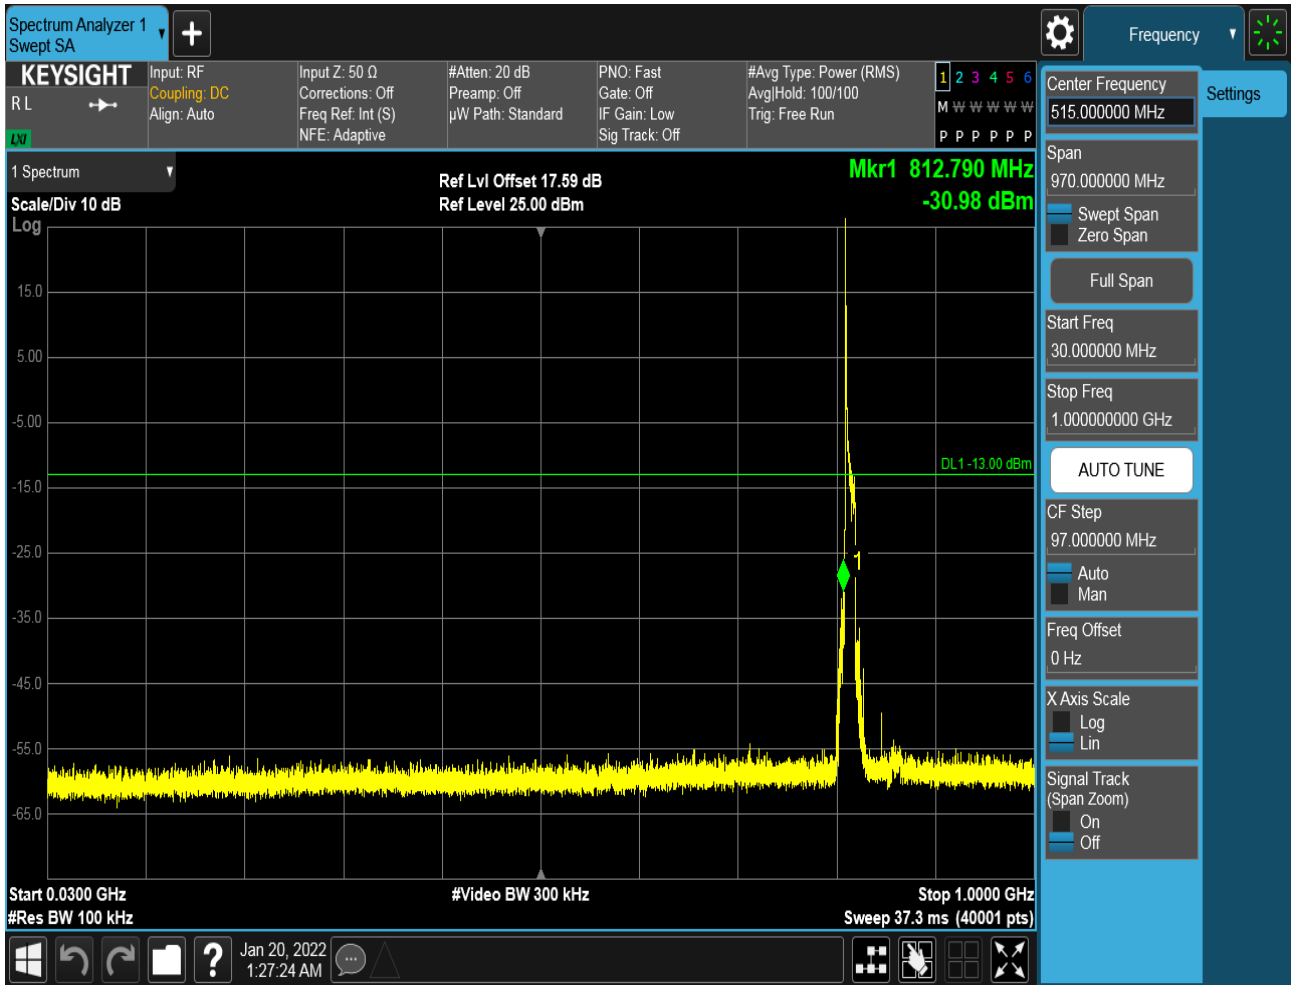 Spectrum Analyzer 1
Swept SA
Frequency
KEYSIGHT
R L
LXI
Input: RF
Coupling: DC
Align: Auto
Input Z: 50 Ω
Corrections: Off
Freq Ref: Int (S)
NFE: Adaptive
#Atten: 20 dB
Preamp: Off
µW Path: Standard
PNO: Fast
Gate: Off
IF Gain: Low
Sig Track: Off
#Avg Type: Power (RMS)
Avg|Hold: 100/100
Trig: Free Run
1 2 3 4 5 6
M W W W W W
P P P P P P
1 Spectrum
Scale/Div 10 dB
Log
Ref Lvl Offset 17.59 dB
Ref Level 25.00 dBm
Mkr1 812.790 MHz
-30.98 dBm
15.0
5.00
-5.00
-15.0
-25.0
-35.0
-45.0
-55.0
-65.0
DL1 -13.00 dBm
Start 0.0300 GHz
#Res BW 100 kHz
#Video BW 300 kHz
Stop 1.0000 GHz
Sweep 37.3 ms (40001 pts)
Center Frequency
515.000000 MHz
Settings
Span
970.000000 MHz
Swept Span
Zero Span
Full Span
Start Freq
30.000000 MHz
Stop Freq
1.000000000 GHz
AUTO TUNE
CF Step
97.000000 MHz
Auto
Man
Freq Offset
0 Hz
X Axis Scale
Log
Lin
Signal Track
(Span Zoom)
On
Off
?
Jan 20, 2022
1:27:24 AM